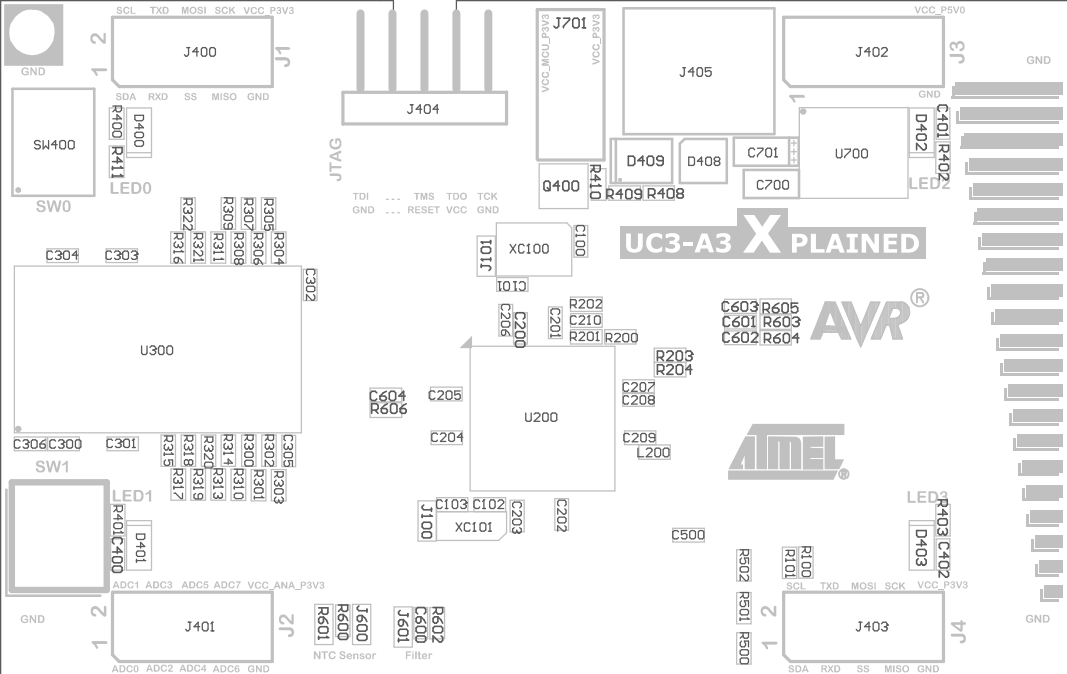 SCL TXD MOSI SCK VCC_P3V3
J400
J1
2
1
SDA RXD SS MISO GND
GND
SW400
SW0
R400
D400
R411
LED0
J404
JTAG
TDI --- TMS TDO TCK
GND --- RESET VCC GND
J701
VCC_MCU_P3V3
VCC_P3V3
J405
VCC_P5V0
J402
J3
GND
1
GND
D409
D408
C701
C700
U700
D402
C401
R402
LED2
Q400
R410
R409
R408
R322
R309
R307
R305
R316
R321
R311
R308
R306
R304
C304
C303
C302
U300
J101
XC100
C100
C101
UC3-A3 X PLAINED
C206
C200
C201
R202
C210
R201
R200
C603
R605
C601
R603
C602
R604
AVR®
R203
R204
C604
R606
C205
U200
C207
C208
C204
C209
L200
ATMEL®
C306
C300
C301
R315
R318
R320
R314
R300
R302
C305
R317
R319
R313
R310
R301
R303
SW1
LED1
R401
C400
D401
J100
C103
C102
XC101
C203
C202
C500
LED3
R403
D403
C402
R502
R101
R100
R501
R500
ADC1 ADC3 ADC5 ADC7 VCC_ANA_P3V3
GND
2
1
J401
J2
ADC0 ADC2 ADC4 ADC6 GND
R601
R600
J600
NTC Sensor
J601
C600
R602
Filter
SCL TXD MOSI SCK VCC_P3V3
2
1
J403
J4
GND
SDA RXD SS MISO GND